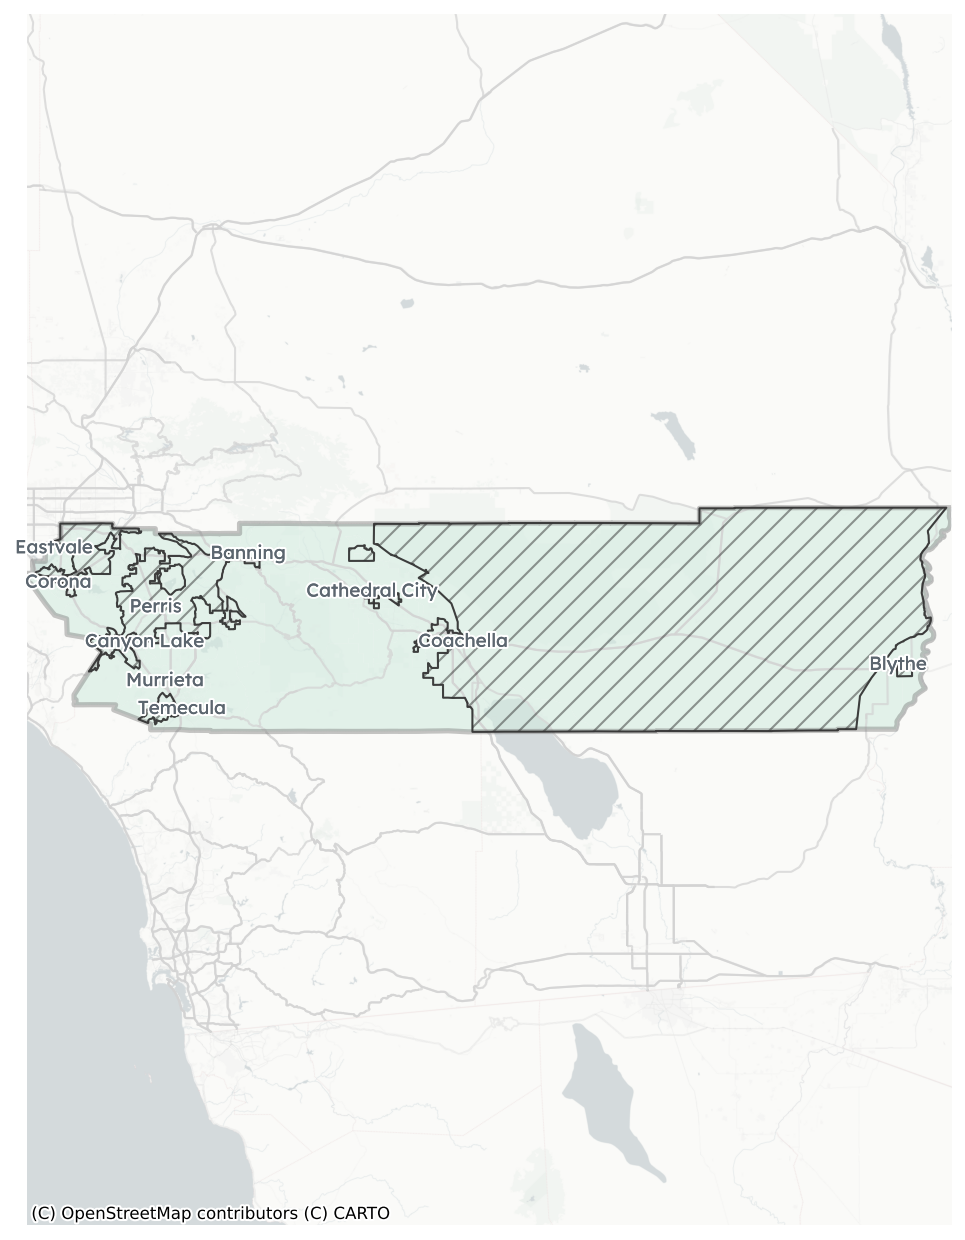 Eastvale
Banning
Corona
Cathedral City
Perris
Canyon Lake
Coachella
Blythe
Murrieta
Temecula
(C) OpenStreetMap contributors (C) CARTO